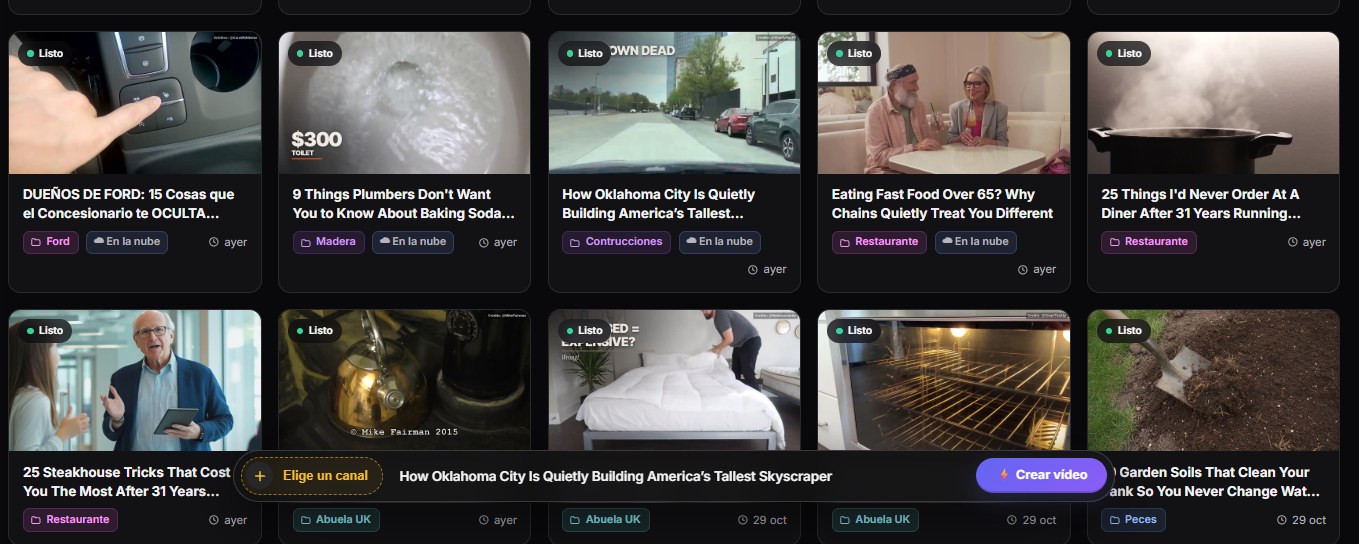 Listo
Listo
Listo
Listo
Listo
$300
TOILET
OWN DEAD
DUEÑOS DE FORD: 15 Cosas que
el Concesionario te OCULTA...
Ford
En la nube
ayer
9 Things Plumbers Don't Want
You to Know About Baking Soda...
Madera
En la nube
ayer
How Oklahoma City Is Quietly
Building America’s Tallest...
Contrucciones
En la nube
ayer
Eating Fast Food Over 65? Why
Chains Quietly Treat You Different
Restaurante
En la nube
ayer
25 Things I'd Never Order At A
Diner After 31 Years Running...
Restaurante
ayer
Listo
Listo
Listo
Listo
Listo
© Mike Fairman 2015
EXPENSIVE?
Wrong!
25 Steakhouse Tricks That Cost
You The Most After 31 Years...
Restaurante
ayer
Abuela UK
ayer
Abuela UK
29 oct
Abuela UK
29 oct
Garden Soils That Clean Your
So You Never Change Wat...
Peces
29 oct
+ Elige un canal
How Oklahoma City Is Quietly Building America’s Tallest Skyscraper
Crear vídeo